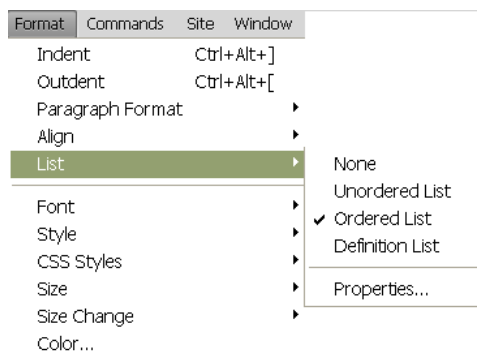 Format Commands Site Window
Indent Ctrl+Alt+]
Outdent Ctrl+Alt+[
Paragraph Format
Align
List
None
Unordered List
Ordered List
Definition List
Properties...
Font
Style
CSS Styles
Size
Size Change
Color...